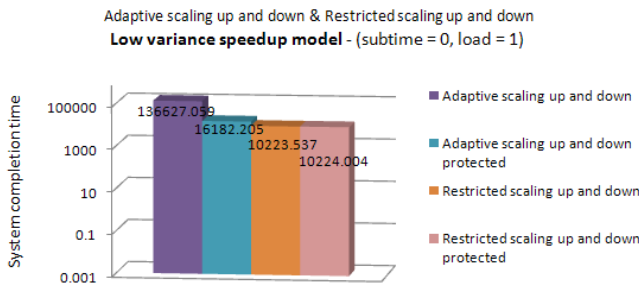 Adaptive scaling up and down & Restricted scaling up and down
Low variance speedup model - (subtime = 0, load = 1)
System completion time
100000
1000
10
0.1
0.001
136627.059
16182.205
10223.537
10224.004
Adaptive scaling up and down
Adaptive scaling up and down
protected
Restricted scaling up and down
Restricted scaling up and down
protected